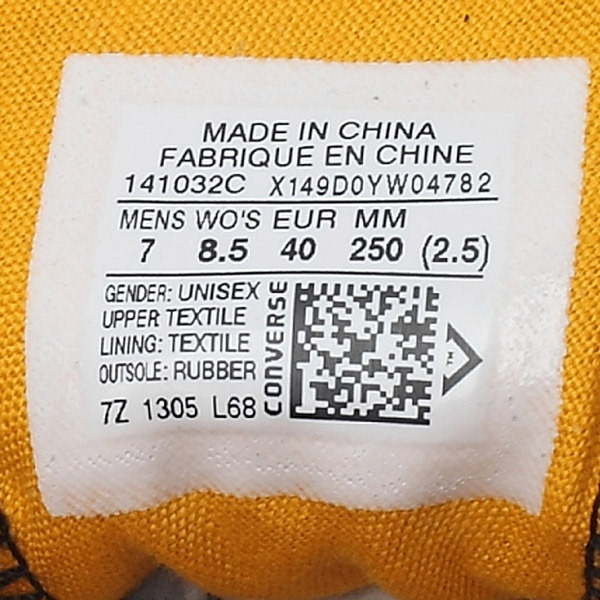 MADE IN CHINA
FABRIQUE EN CHINE
141032C X149D0YW04782
MENS WO'S EUR MM
7 8.5 40 250 (2.5)
GENDER: UNISEX
UPPER: TEXTILE
LINING: TEXTILE
OUTSOLE: RUBBER
7Z 1305 L68
CONVERSE